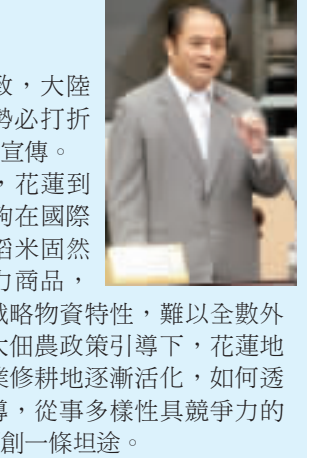 致，大陸
勢必打折
宣傳。
，花蓮到
夠在國際
稻米固然
力商品，
戰略物資特性，難以全數外
大佃農政策引導下，花蓮地
業修耕地逐漸活化，如何透
導，從事多樣性具競爭力的
創一條坦途。